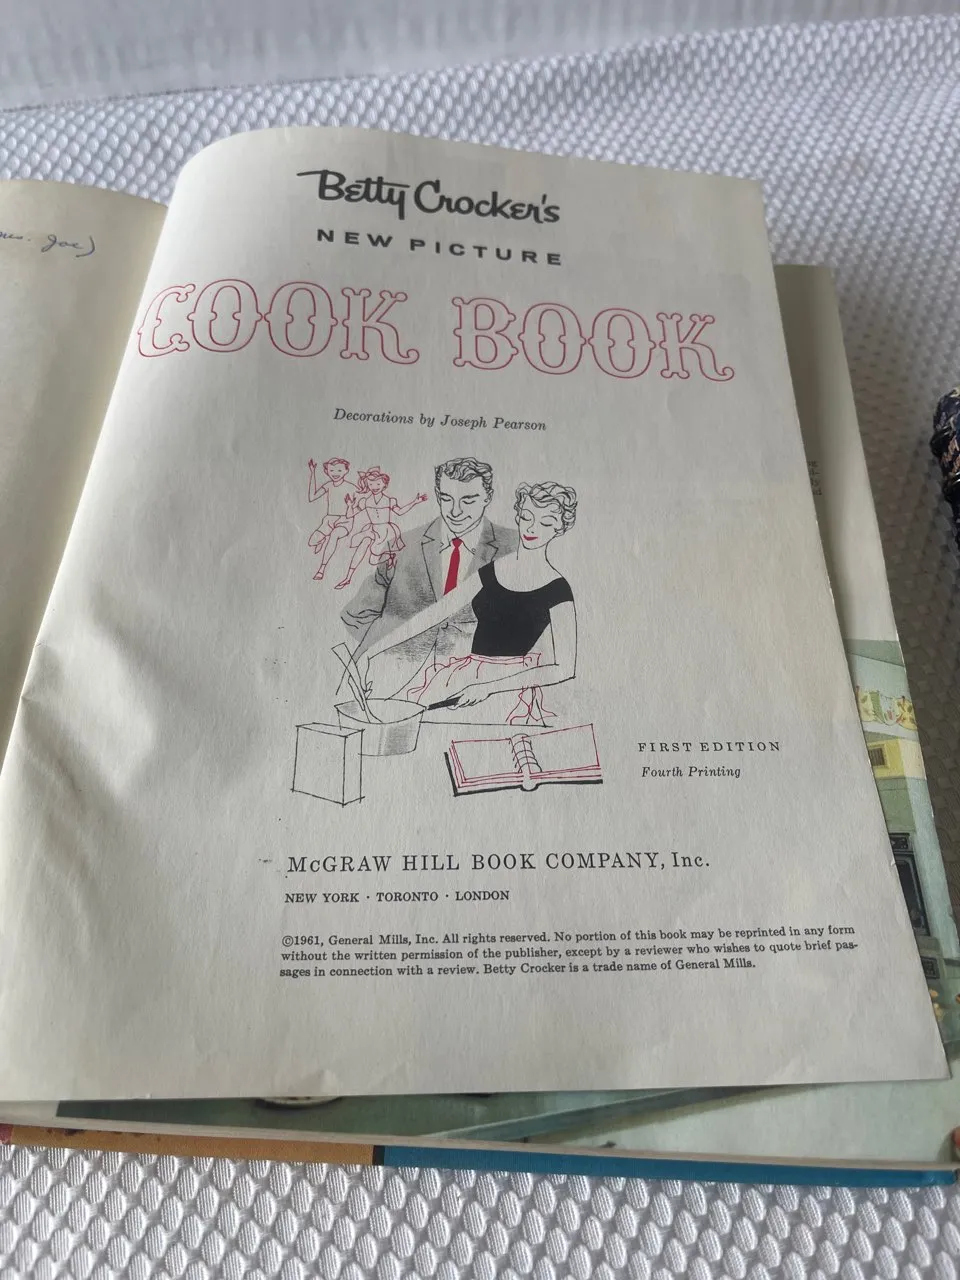 Joe)
Betty Crocker's
NEW PICTURE
COOK BOOK
Decorations by Joseph Pearson
FIRST EDITION
Fourth Printing
McGRAW HILL BOOK COMPANY, Inc.
NEW YORK · TORONTO · LONDON
©1961, General Mills, Inc. All rights reserved. No portion of this book may be reprinted in any form
without the written permission of the publisher, except by a reviewer who wishes to quote brief pas-
sages in connection with a review. Betty Crocker is a trade name of General Mills.